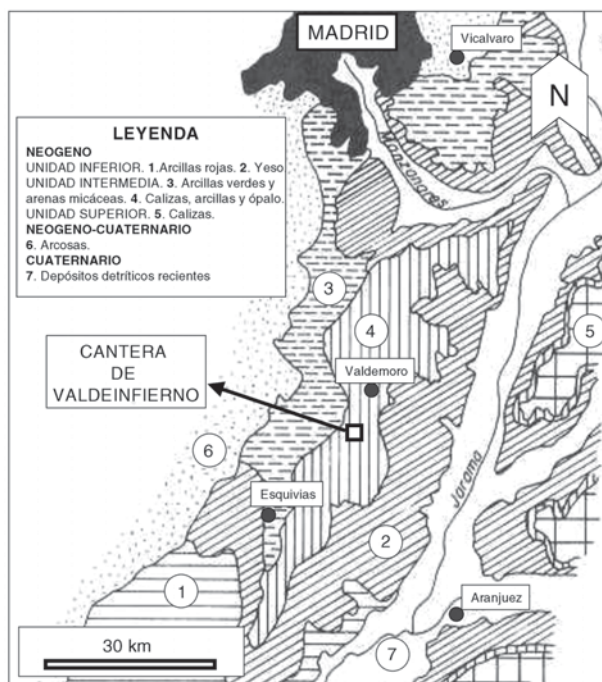 MADRID
Vicalvaro
N
LEYENDA
NEOGENO
UNIDAD INFERIOR. 1.Arcillas rojas. 2. Yeso
UNIDAD INTERMEDIA. 3. Arcillas verdes y
arenas micáceas. 4. Calizas, arcillas y ópalo.
UNIDAD SUPERIOR. 5. Calizas.
NEOGENO-CUATERNARIO
6. Arcosas.
CUATERNARIO
7. Depósitos detríticos recientes
Manzanares
3
4
5
CANTERA
DE
VALDEINFIERNO
Valdemoro
6
Esquivias
Jarama
2
1
Aranjuez
7
30 km